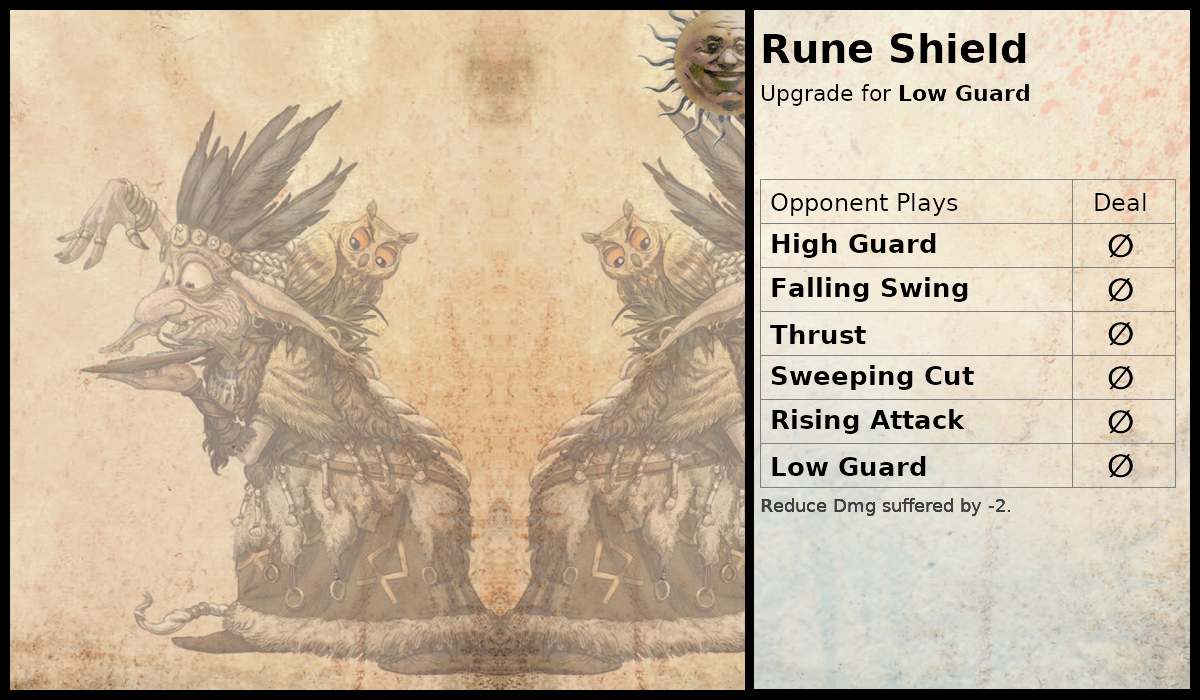 Rune Shield
Upgrade for Low Guard
Opponent Plays Deal
High Guard ∅
Falling Swing ∅
Thrust ∅
Sweeping Cut ∅
Rising Attack ∅
Low Guard ∅
Reduce Dmg suffered by -2.